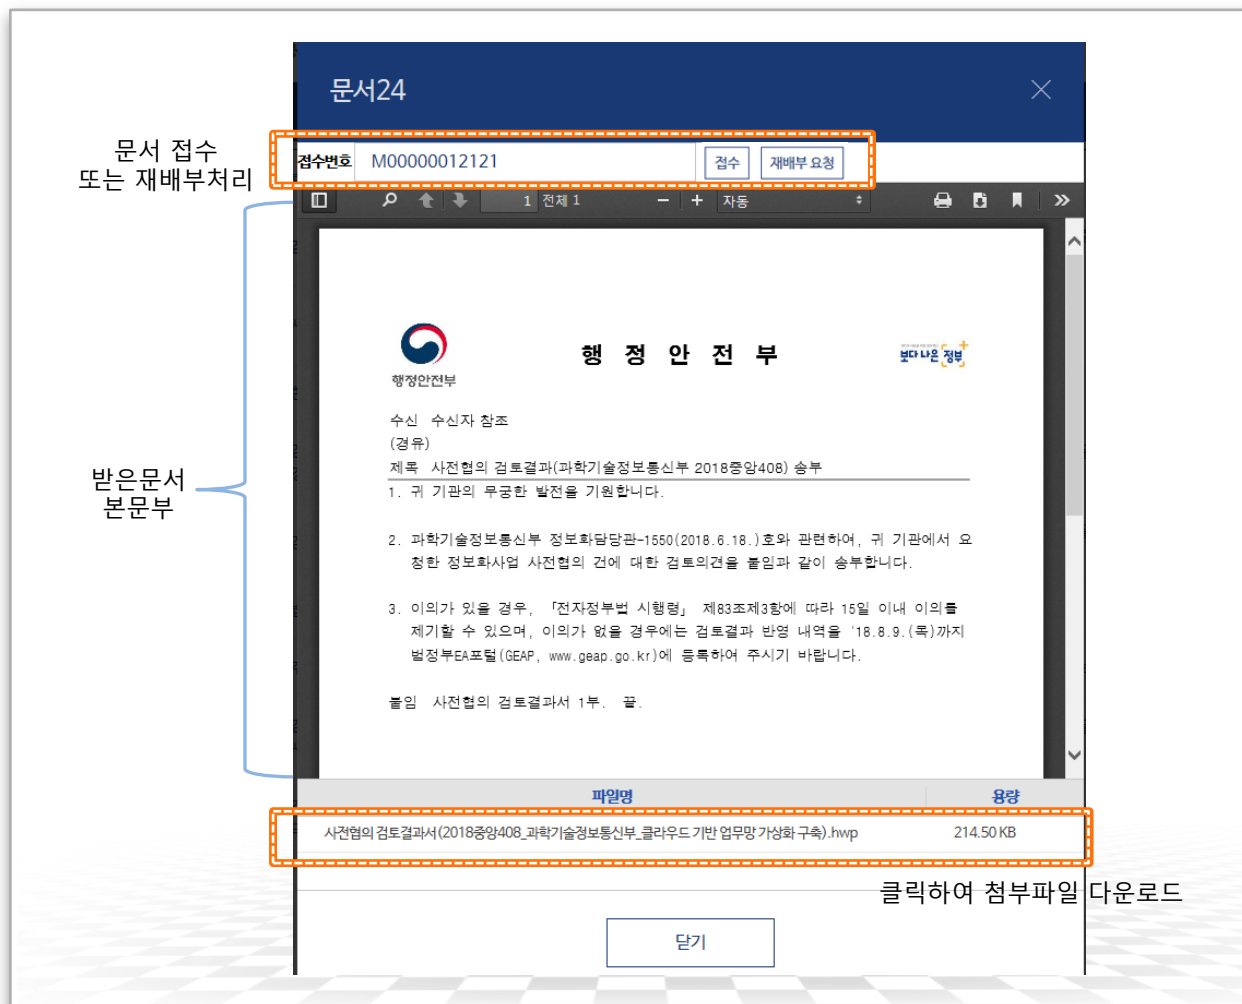 문서24
문서 접수
또는 재배부처리
접수번호 M00000012121 접수 재배부 요청
1 전체 1 자동
행 정 안 전 부
행정안전부
보다 나은 정부
수신 수신자 참조
(경유)
제목 사전협의 검토결과(과학기술정보통신부 2018중앙408) 송부
받은문서
본문부
1. 귀 기관의 무궁한 발전을 기원합니다.
2. 과학기술정보통신부 정보화담당관-1550(2018.6.18.)호와 관련하여, 귀 기관에서 요
청한 정보화사업 사전협의 건에 대한 검토의견을 붙임과 같이 송부합니다.
3. 이의가 있을 경우, 「전자정부법 시행령」 제83조제3항에 따라 15일 이내 이의를
제기할 수 있으며, 이의가 없을 경우에는 검토결과 반영 내역을 '18.8.9.(목)까지
범정부EA포털(GEAP, www.geap.go.kr)에 등록하여 주시기 바랍니다.
붙임 사전협의 검토결과서 1부. 끝.
파일명 용량
사전협의 검토결과서(2018중앙408_과학기술정보통신부_클라우드 기반 업무망 가상화 구축).hwp 214.50 KB
클릭하여 첨부파일 다운로드
닫기